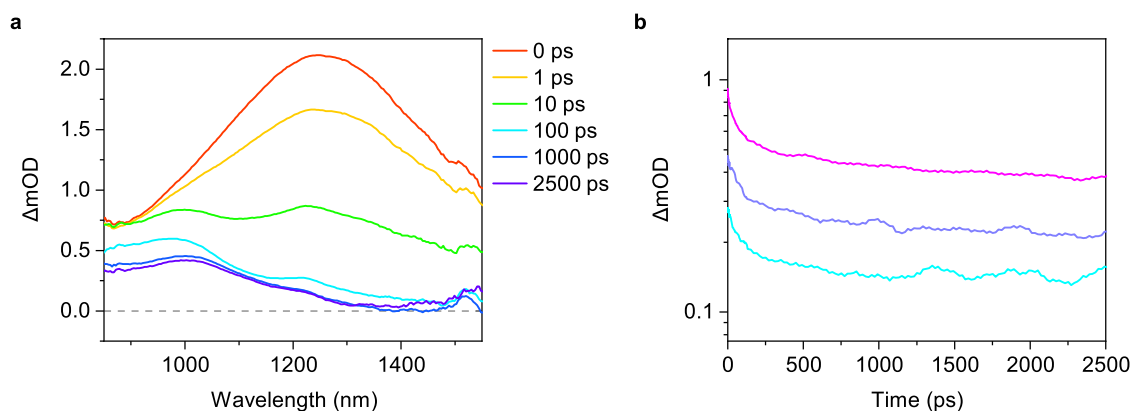 a
ΔmOD
2.0
1.5
1.0
0.5
0.0
1000 1200 1400
Wavelength (nm)
0 ps
1 ps
10 ps
100 ps
1000 ps
2500 ps
b
ΔmOD
1
0.1
0 500 1000 1500 2000 2500
Time (ps)